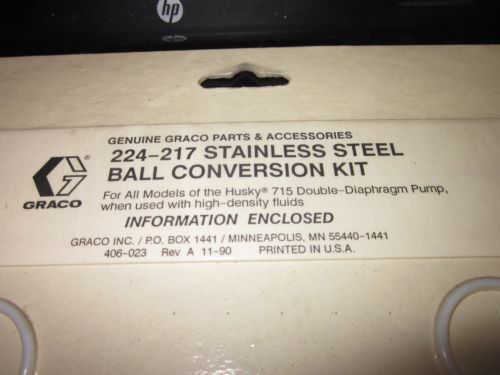 hp
GENUINE GRACO PARTS & ACCESSORIES
224-217 STAINLESS STEEL
BALL CONVERSION KIT
For All Models of the Husky® 715 Double-Diaphragm Pump,
when used with high-density fluids
INFORMATION ENCLOSED
GRACO INC. / P.O. BOX 1441 / MINNEAPOLIS, MN 55440-1441
406-023 Rev A 11-90 PRINTED IN U.S.A.
®
GRACO